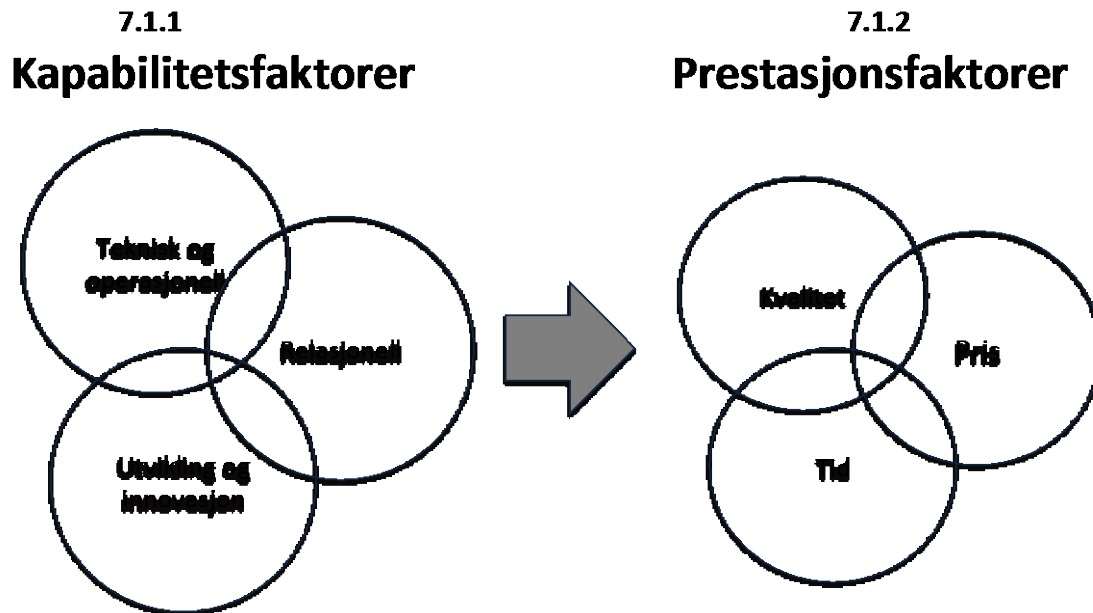 7.1.1
Kapabilitetsfaktorer
Teknisk og
operasjonell
Relasjonell
Utvikling og
innovasjon
7.1.2
Prestasjonsfaktorer
Kvalitet
Pris
Tid